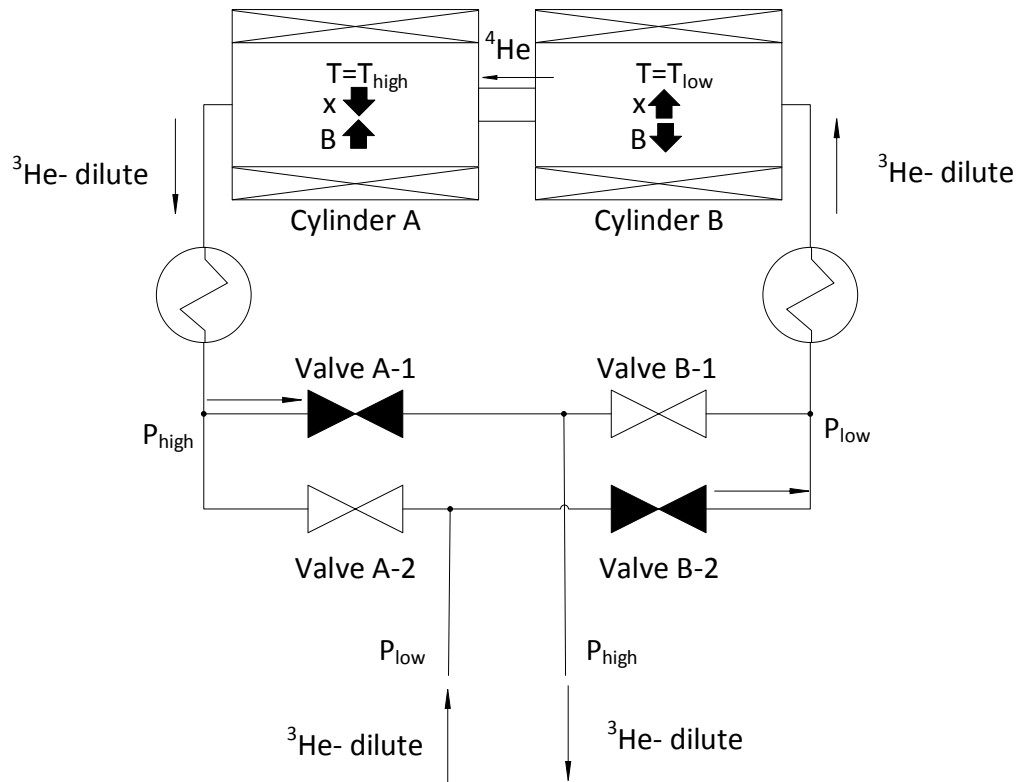 ⁴He
T=T_high
x
B
T=T_low
x
B
³He- dilute
³He- dilute
Cylinder A
Cylinder B
Valve A-1
Valve B-1
P_high
P_low
Valve A-2
Valve B-2
P_low
P_high
³He- dilute
³He- dilute